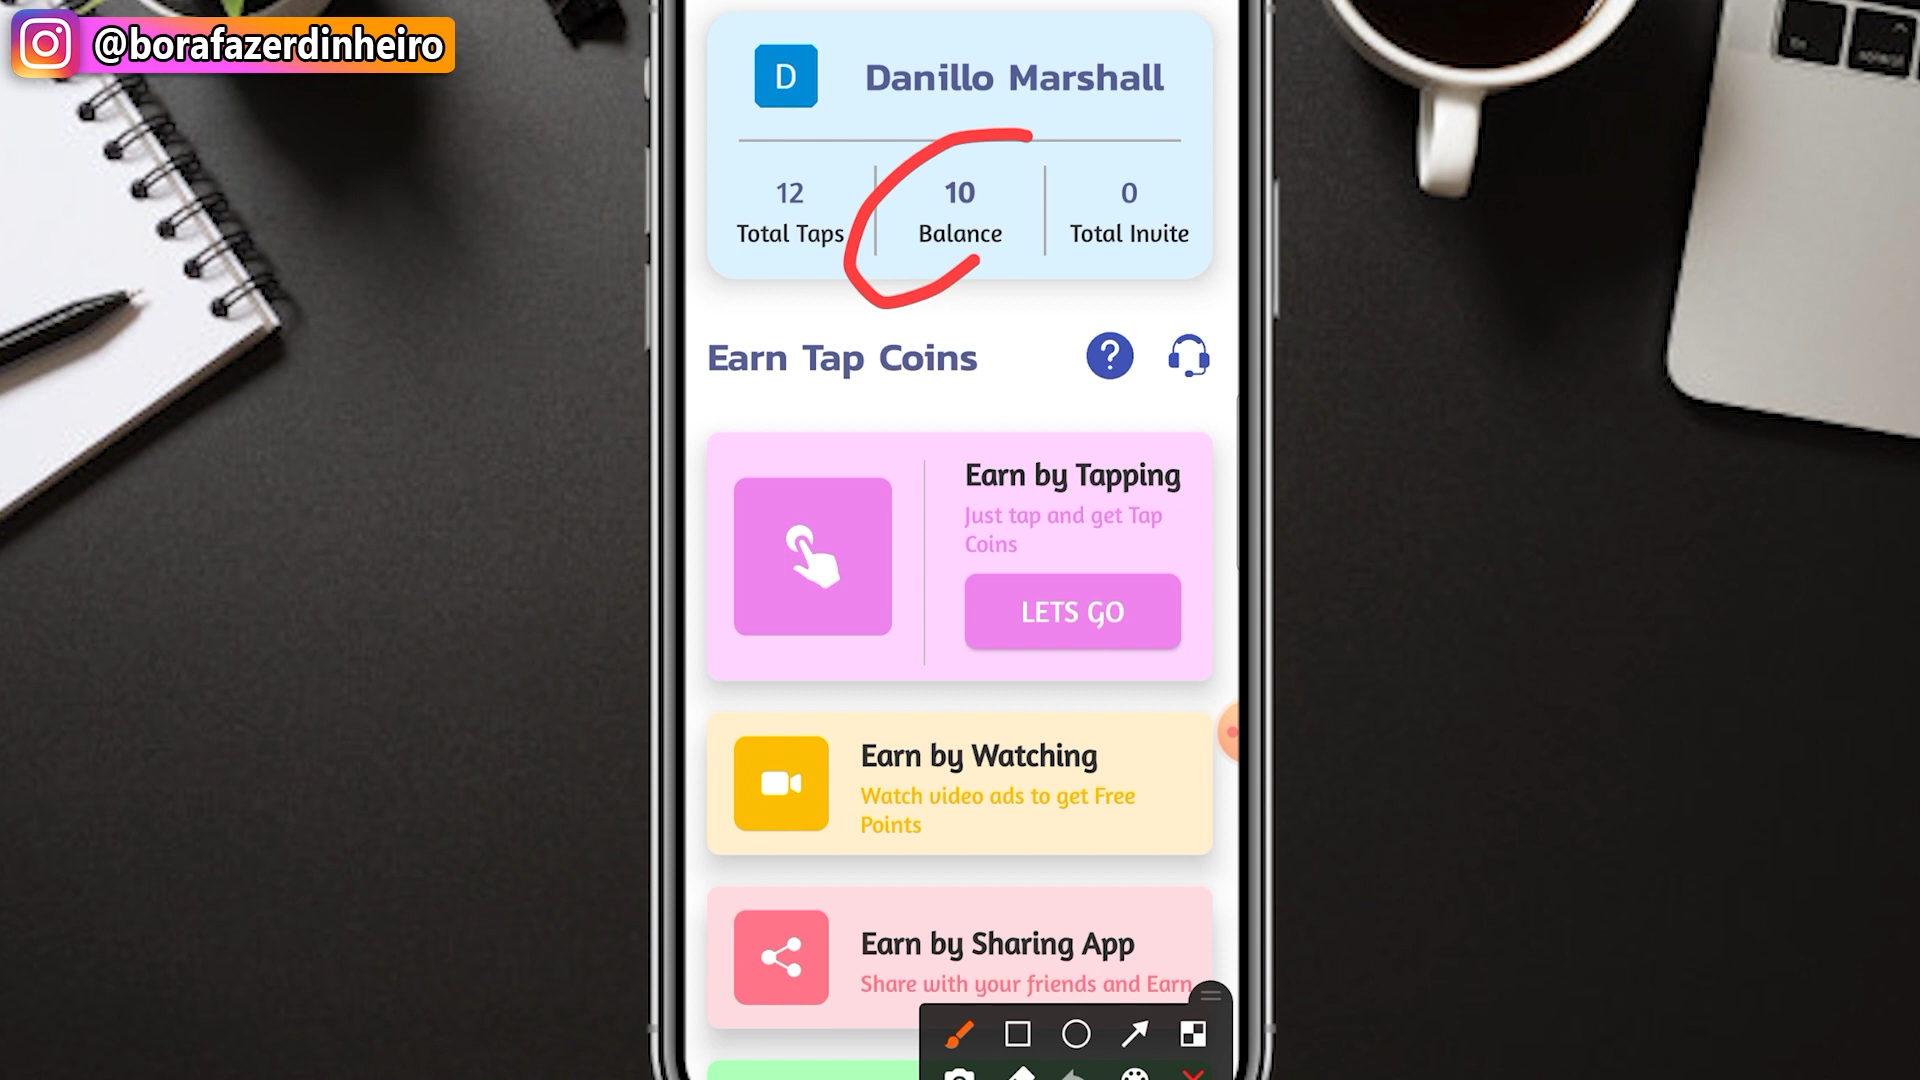 @borafazerdinheiro
D
Danillo Marshall
12
10
0
Total Taps
Balance
Total Invite
Earn Tap Coins
?
Earn by Tapping
Just tap and get Tap
Coins
LETS GO
Earn by Watching
Watch video ads to get Free
Points
Earn by Sharing App
Share with your friends and Earn